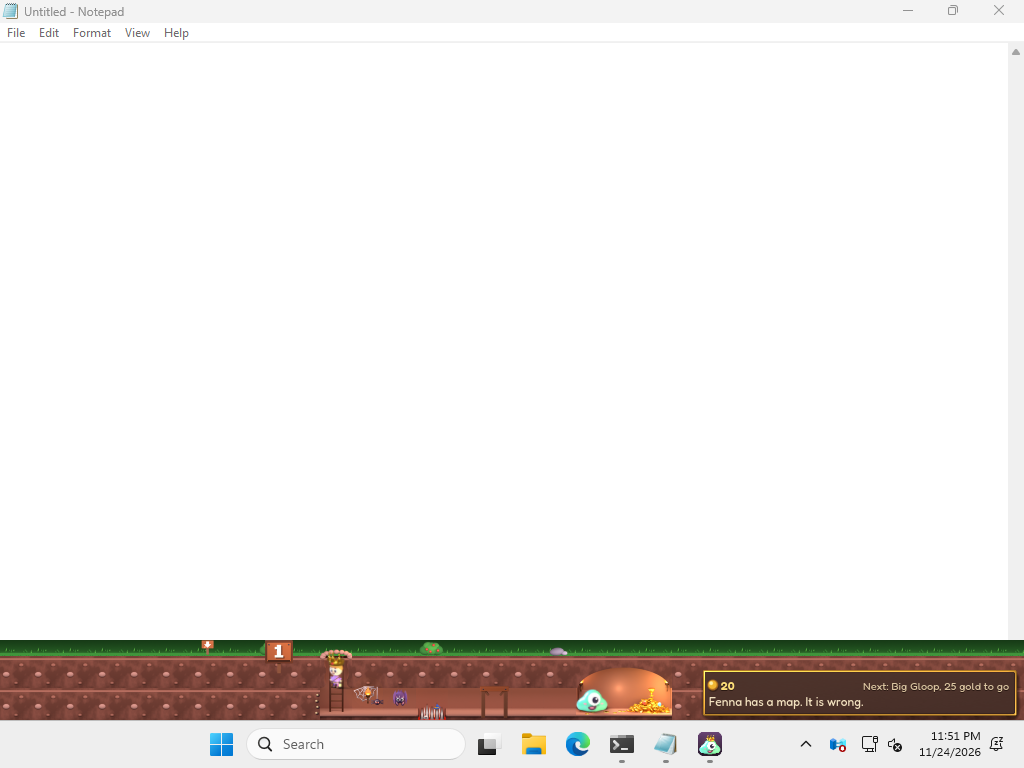 Untitled - Notepad
File Edit Format View Help
1
20 Next: Big Gloop, 25 gold to go
Fenna has a map. It is wrong.
Search
11:51 PM
11/24/2026